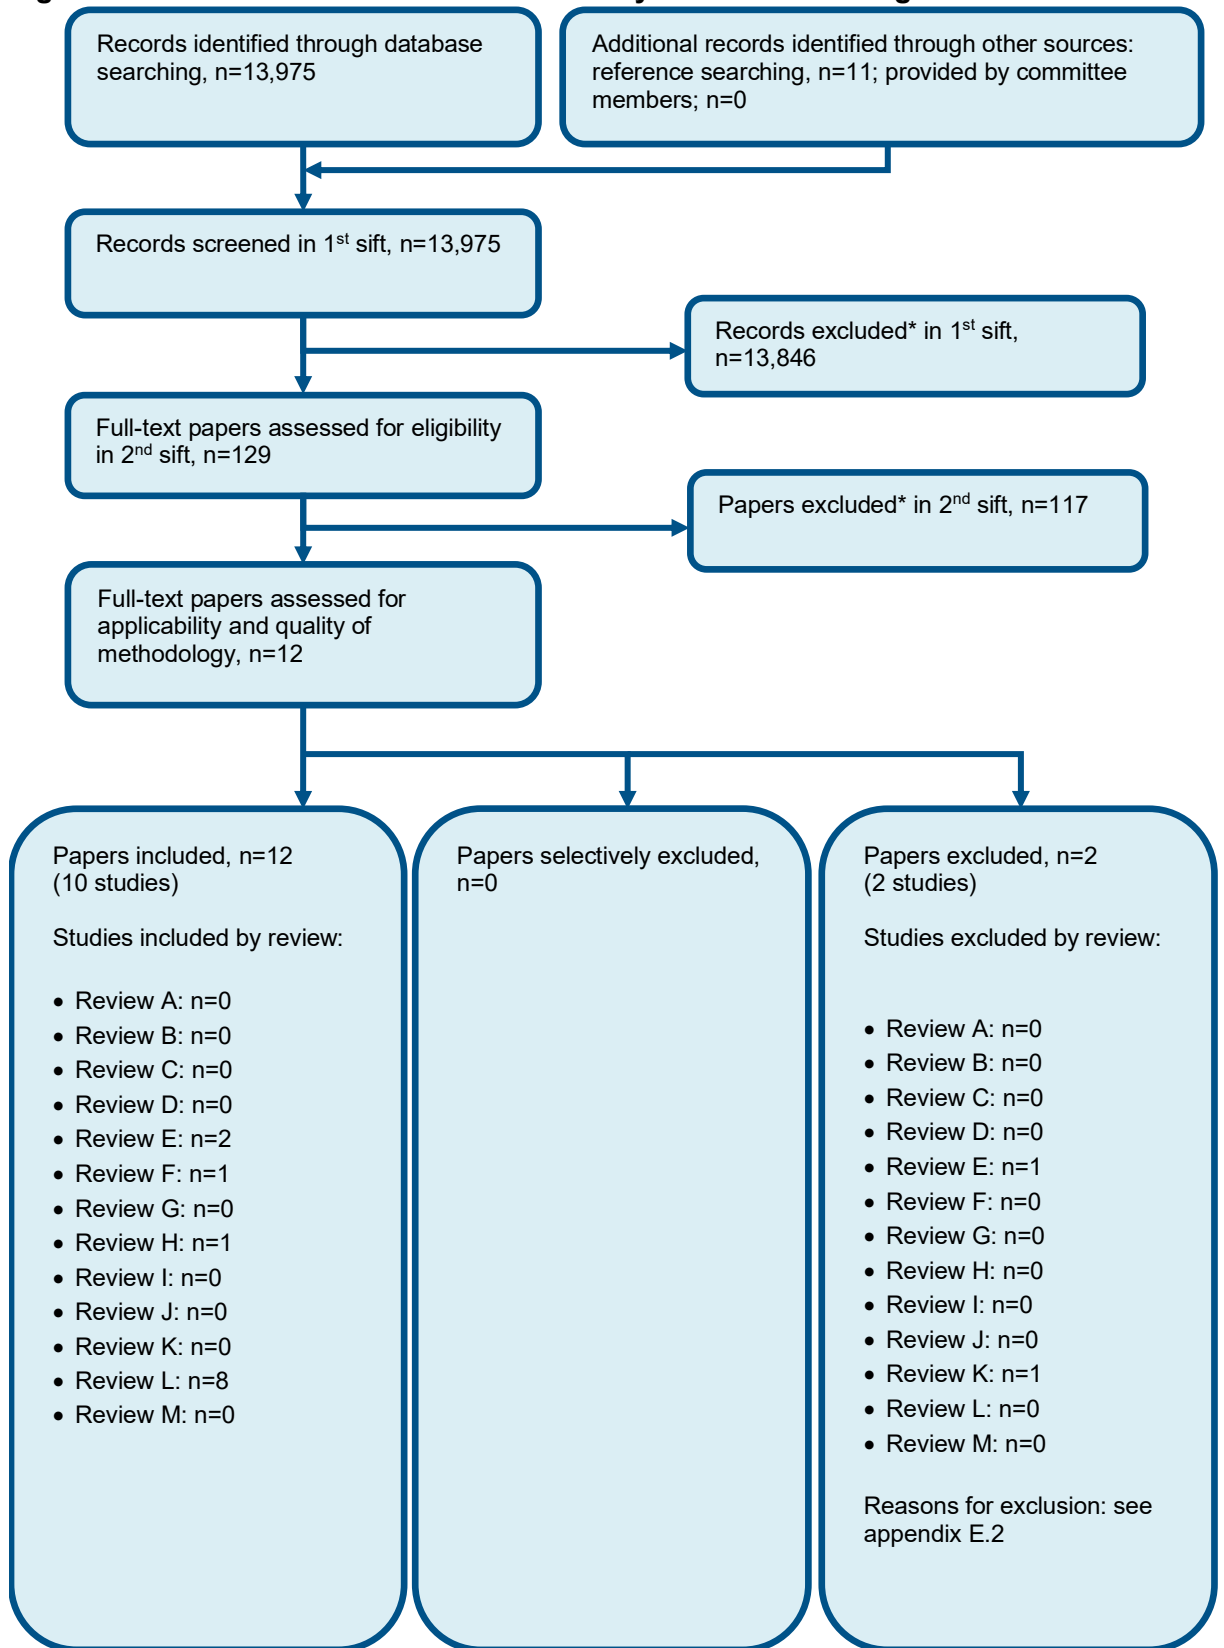 Records identified through database
searching, n=13,975
Additional records identified through other sources:
reference searching, n=11; provided by committee
members; n=0
Records screened in 1st sift, n=13,975
Records excluded* in 1st sift,
n=13,846
Full-text papers assessed for eligibility
in 2nd sift, n=129
Papers excluded* in 2nd sift, n=117
Full-text papers assessed for
applicability and quality of
methodology, n=12
Papers included, n=12
(10 studies)
Studies included by review:
• Review A: n=0
• Review B: n=0
• Review C: n=0
• Review D: n=0
• Review E: n=2
• Review F: n=1
• Review G: n=0
• Review H: n=1
• Review I: n=0
• Review J: n=0
• Review K: n=0
• Review L: n=8
• Review M: n=0
Papers selectively excluded,
n=0
Papers excluded, n=2
(2 studies)
Studies excluded by review:
• Review A: n=0
• Review B: n=0
• Review C: n=0
• Review D: n=0
• Review E: n=1
• Review F: n=0
• Review G: n=0
• Review H: n=0
• Review I: n=0
• Review J: n=0
• Review K: n=1
• Review L: n=0
• Review M: n=0
Reasons for exclusion: see
appendix E.2